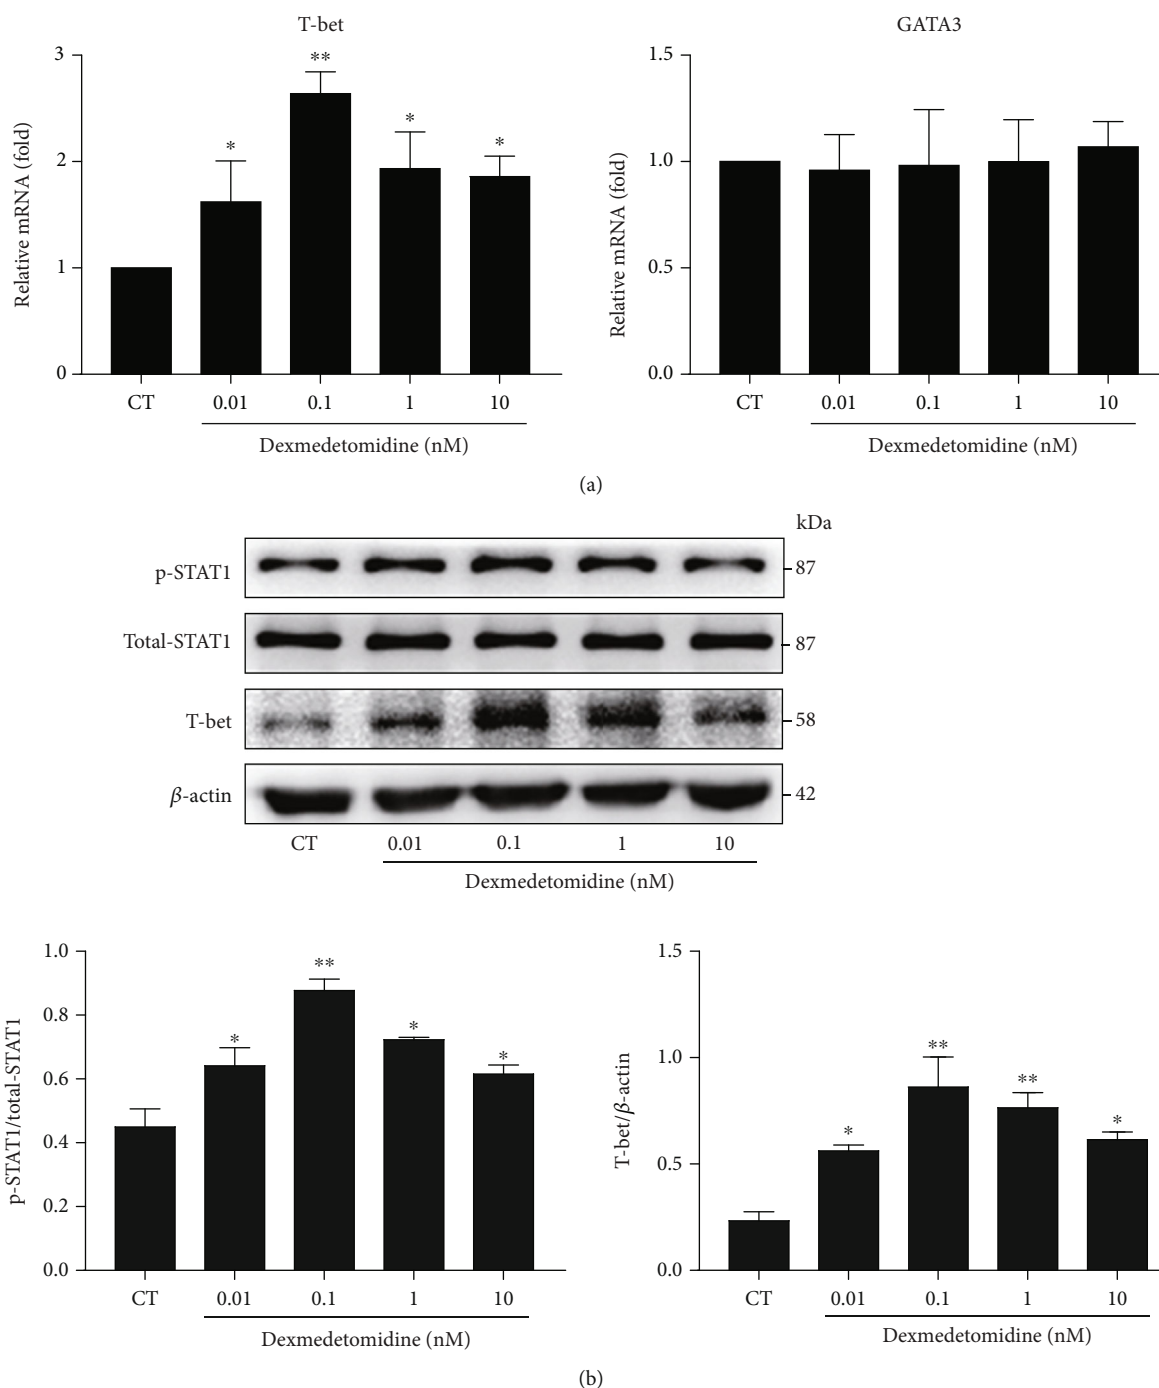 T-bet
Relative mRNA (fold)
3
2
1
0
**
*
*
*
CT 0.01 0.1 1 10
Dexmedetomidine (nM)
GATA3
Relative mRNA (fold)
1.5
1.0
0.5
0.0
CT 0.01 0.1 1 10
Dexmedetomidine (nM)
(a)
kDa
p-STAT1 87
Total-STAT1 87
T-bet 58
β-actin 42
CT 0.01 0.1 1 10
Dexmedetomidine (nM)
p-STAT1/total-STAT1
1.0
0.8
0.6
0.4
0.2
0.0
**
*
*
*
CT 0.01 0.1 1 10
Dexmedetomidine (nM)
T-bet/β-actin
1.5
1.0
0.5
0.0
**
**
*
*
CT 0.01 0.1 1 10
Dexmedetomidine (nM)
(b)